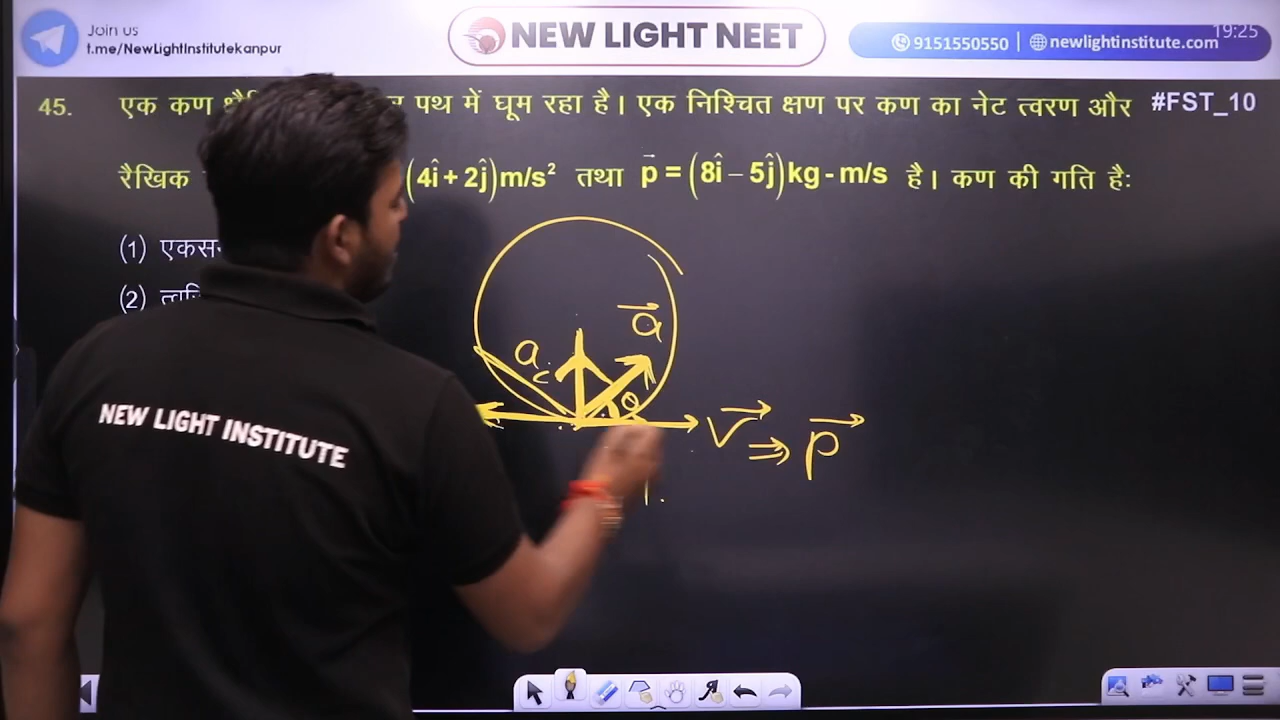 Join us
t.me/NewLightInstitutekanpur
NEW LIGHT NEET
9151550550 | newlightinstitute.com
19:25
45. एक कण पथ में घूम रहा है। एक निश्चित क्षण पर कण का नेट त्वरण और #FST_10
रैखिक (4î + 2ĵ)m/s² तथा p⃗ = (8î – 5ĵ)kg - m/s है। कण की गति है:
(1)
(2)
a⃗
a_c
θ
v⃗ ⇒ p⃗
NEW LIGHT INSTITUTE